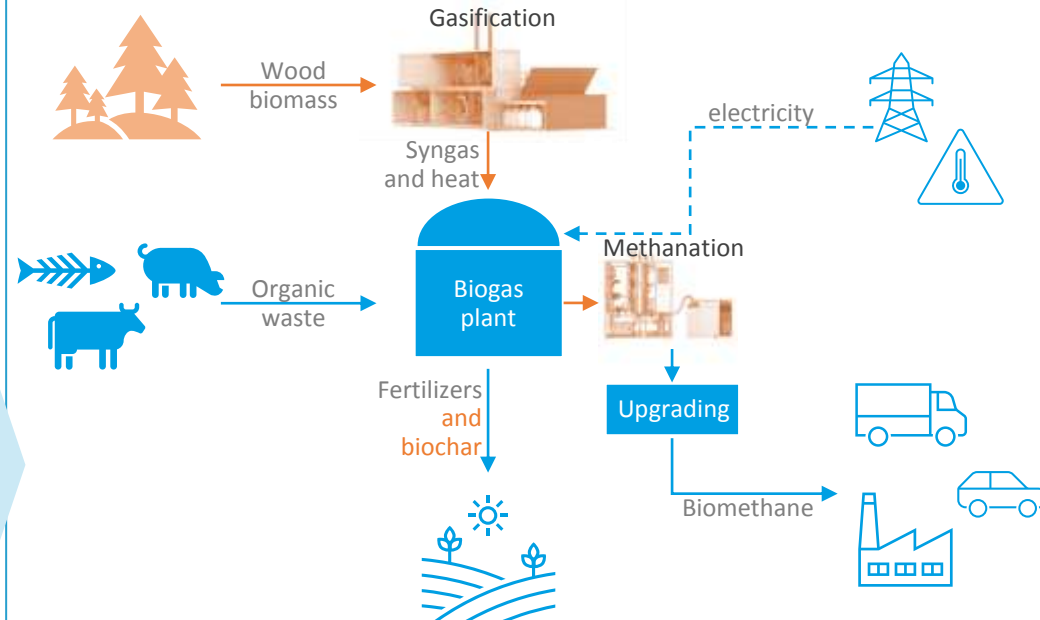 Gasification
Wood
biomass
electricity
Syngas
and heat
Methanation
Organic
waste
Biogas
plant
Fertilizers
and
biochar
Upgrading
Biomethane